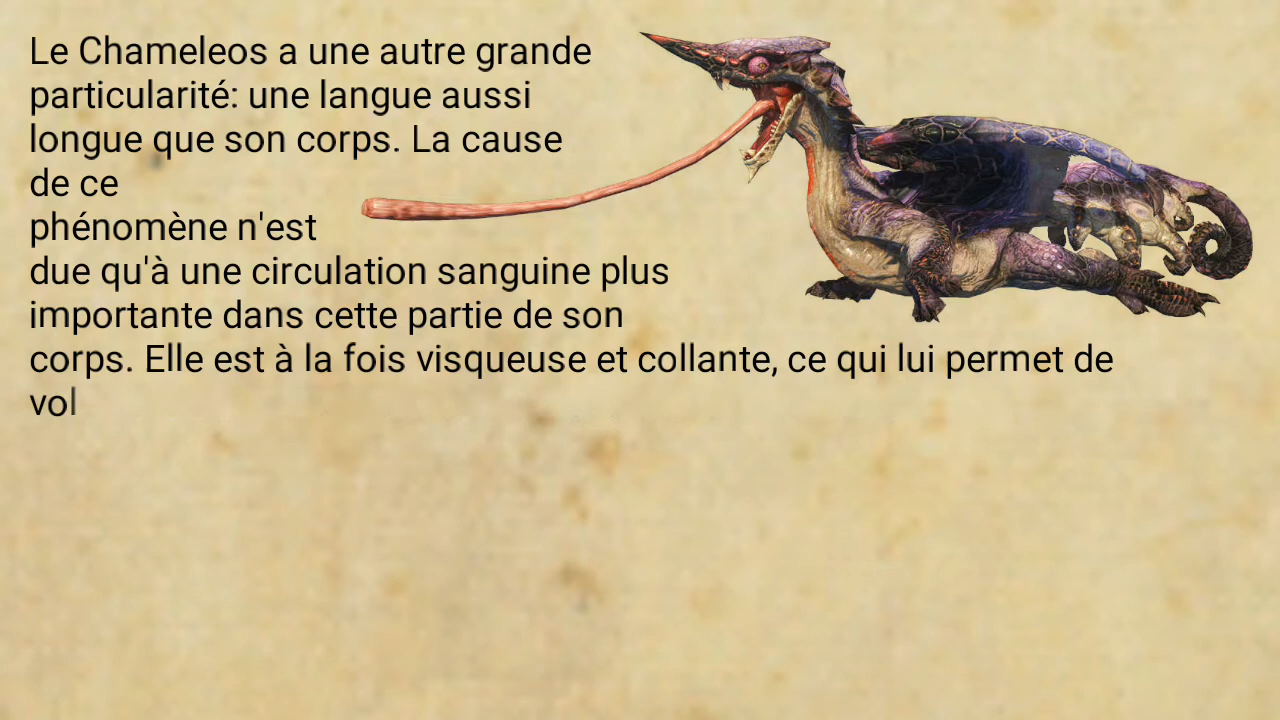 Le Chameleos a une autre grande
particularité: une langue aussi
longue que son corps. La cause
de ce
phénomène n'est
due qu'à une circulation sanguine plus
importante dans cette partie de son
corps. Elle est à la fois visqueuse et collante, ce qui lui permet de
vol